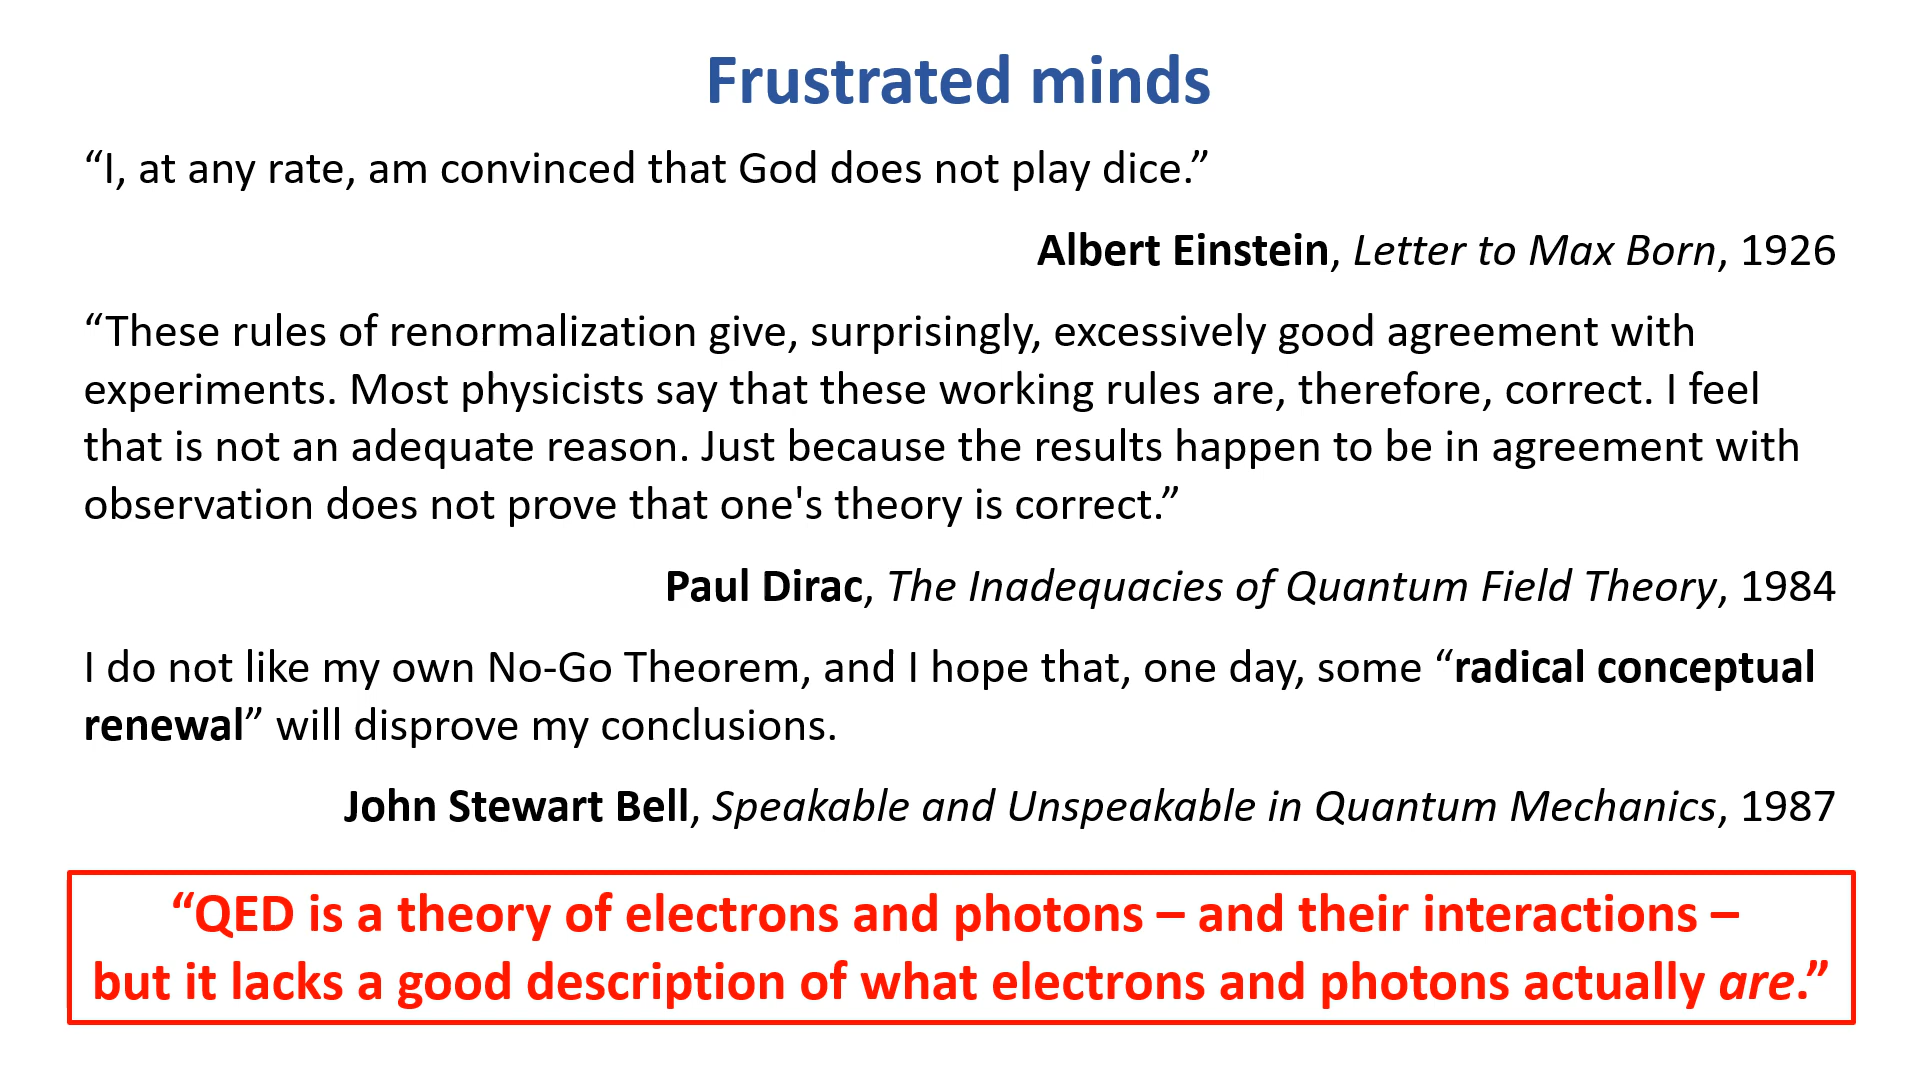 Frustrated minds
“I, at any rate, am convinced that God does not play dice.”
Albert Einstein, Letter to Max Born, 1926
“These rules of renormalization give, surprisingly, excessively good agreement with
experiments. Most physicists say that these working rules are, therefore, correct. I feel
that is not an adequate reason. Just because the results happen to be in agreement with
observation does not prove that one's theory is correct.”
Paul Dirac, The Inadequacies of Quantum Field Theory, 1984
I do not like my own No-Go Theorem, and I hope that, one day, some “radical conceptual
renewal” will disprove my conclusions.
John Stewart Bell, Speakable and Unspeakable in Quantum Mechanics, 1987
“QED is a theory of electrons and photons – and their interactions –
but it lacks a good description of what electrons and photons actually are.”